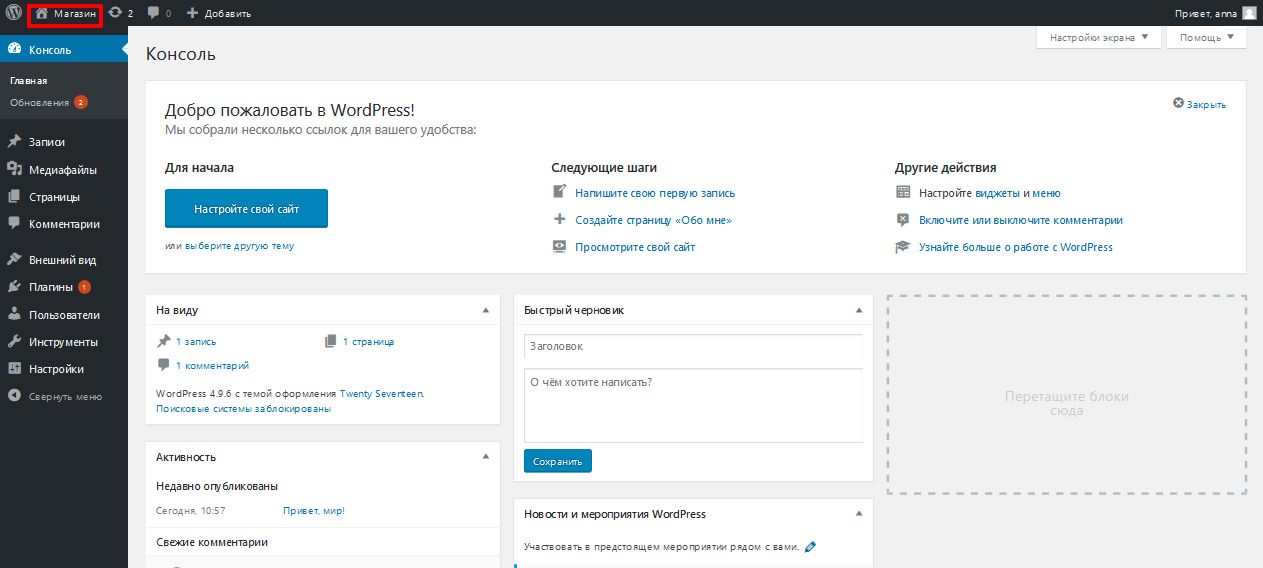 Магазин 2 0 Добавить Привет, anna
Консоль
Главная
Обновления 2
Записи
Медиафайлы
Страницы
Комментарии
Внешний вид
Плагины 1
Пользователи
Инструменты
Настройки
Свернуть меню
Настройки экрана Помощь
Консоль
Добро пожаловать в WordPress!
Закрыть
Мы собрали несколько ссылок для вашего удобства:
Для начала
Настройте свой сайт
или выберите другую тему
Следующие шаги
Напишите свою первую запись
Создайте страницу «Обо мне»
Просмотрите свой сайт
Другие действия
Настройте виджеты и меню
Включите или выключите комментарии
Узнайте больше о работе с WordPress
На виду
1 запись 1 страница
1 комментарий
WordPress 4.9.6 с темой оформления Twenty Seventeen.
Поисковые системы заблокированы
Активность
Недавно опубликованы
Сегодня, 10:57 Привет, мир!
Свежие комментарии
Быстрый черновик
Заголовок
О чём хотите написать?
Сохранить
Новости и мероприятия WordPress
Участвовать в предстоящем мероприятии рядом с вами.
Перетащите блоки
сюда